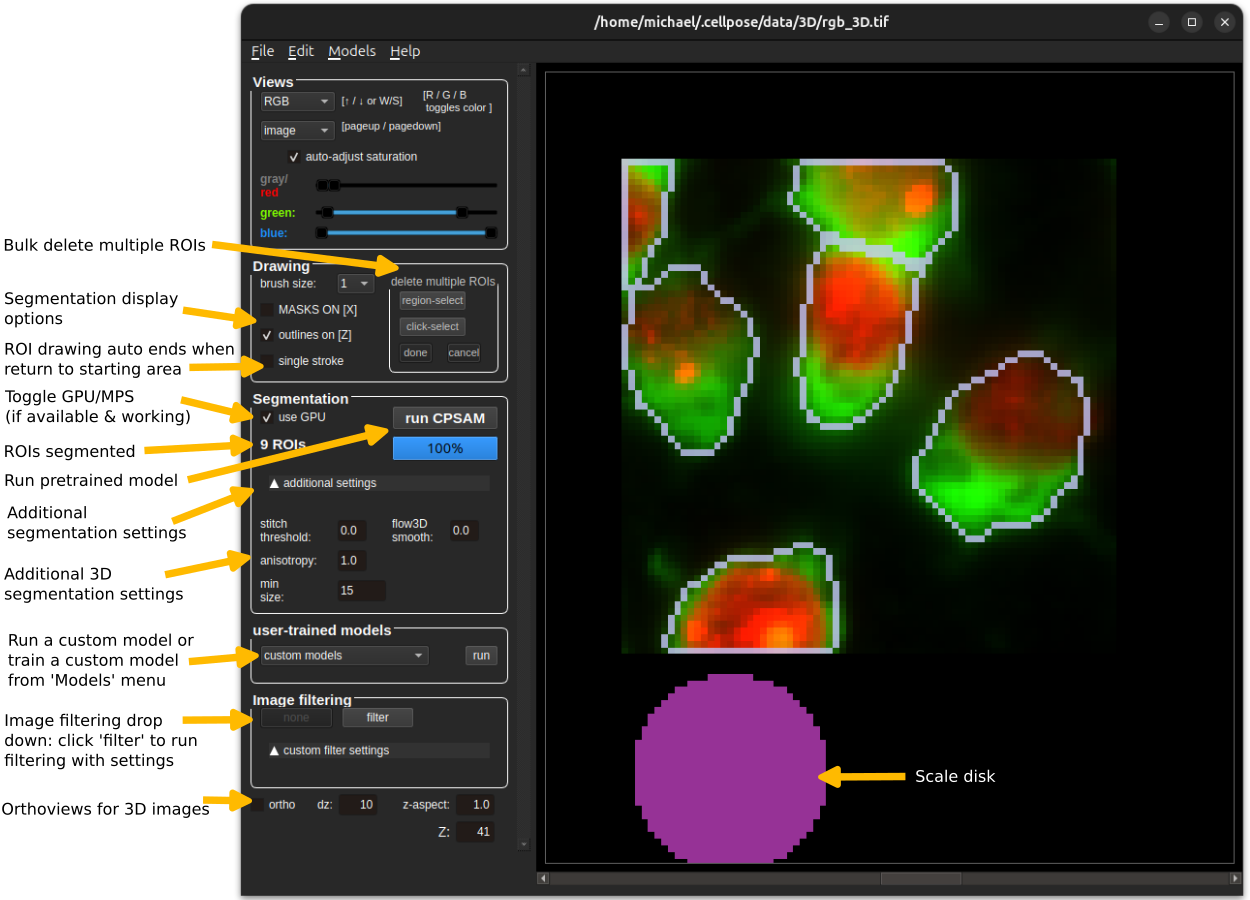 /home/michael/.cellpose/data/3D/rgb_3D.tif
File Edit Models Help
Views
RGB [↑ / ↓ or W/S] [R / G / B
toggles color ]
image [pageup / pagedown]
auto-adjust saturation
gray/
red
green:
blue:
Bulk delete multiple ROIs
Drawing
brush size: 1
delete multiple ROIs
region-select
click-select
done cancel
MASKS ON [X]
outlines on [Z]
single stroke
Segmentation display
options
ROI drawing auto ends when
return to starting area
Toggle GPU/MPS
(if available & working)
Segmentation
use GPU run CPSAM
9 ROIs 100%
ROIs segmented
Run pretrained model
additional settings
Additional
segmentation settings
stitch
threshold: 0.0
flow3D
smooth: 0.0
anisotropy: 1.0
min
size: 15
Additional 3D
segmentation settings
user-trained models
custom models run
Run a custom model or
train a custom model
from 'Models' menu
Image filtering
none filter
custom filter settings
Image filtering drop
down: click 'filter' to run
filtering with settings
Orthoviews for 3D images
ortho dz: 10 z-aspect: 1.0
Z: 41
Scale disk